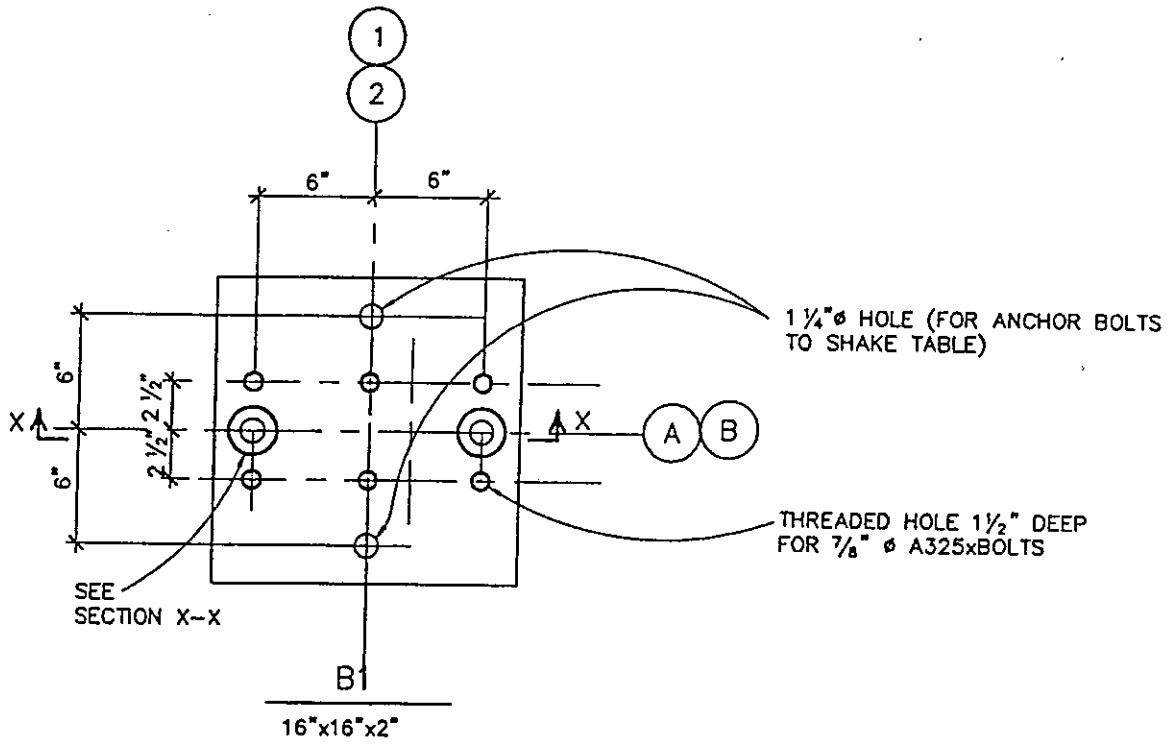 1
2
6"
6"
1 1/4"ø HOLE (FOR ANCHOR BOLTS
TO SHAKE TABLE)
6"
2 1/2"
X
X
A
B
2 1/2"
6"
THREADED HOLE 1 1/2" DEEP
FOR 7/8" ø A325xBOLTS
SEE
SECTION X-X
B1
16"x16"x2"